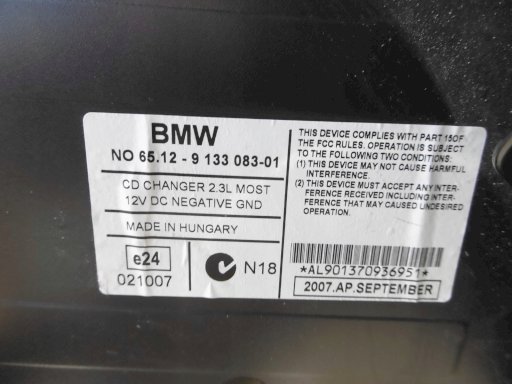 BMW
NO 65.12 - 9 133 083-01
CD CHANGER 2.3L MOST
12V DC NEGATIVE GND
MADE IN HUNGARY
e24
021007
N18
THIS DEVICE COMPLIES WITH PART 15OF
THE FCC RULES. OPERATION IS SUBJECT
TO THE FOLLOWING TWO CONDITIONS:
(1) THIS DEVICE MAY NOT CAUSE HARMFUL
INTERFERENCE.
(2) THIS DEVICE MUST ACCEPT ANY INTER-
FERENCE RECEIVED INCLUDING INTER-
FERENCE THAT MAY CAUSED UNDESIRED
OPERATION.
*AL901370936951*
2007.AP.SEPTEMBER